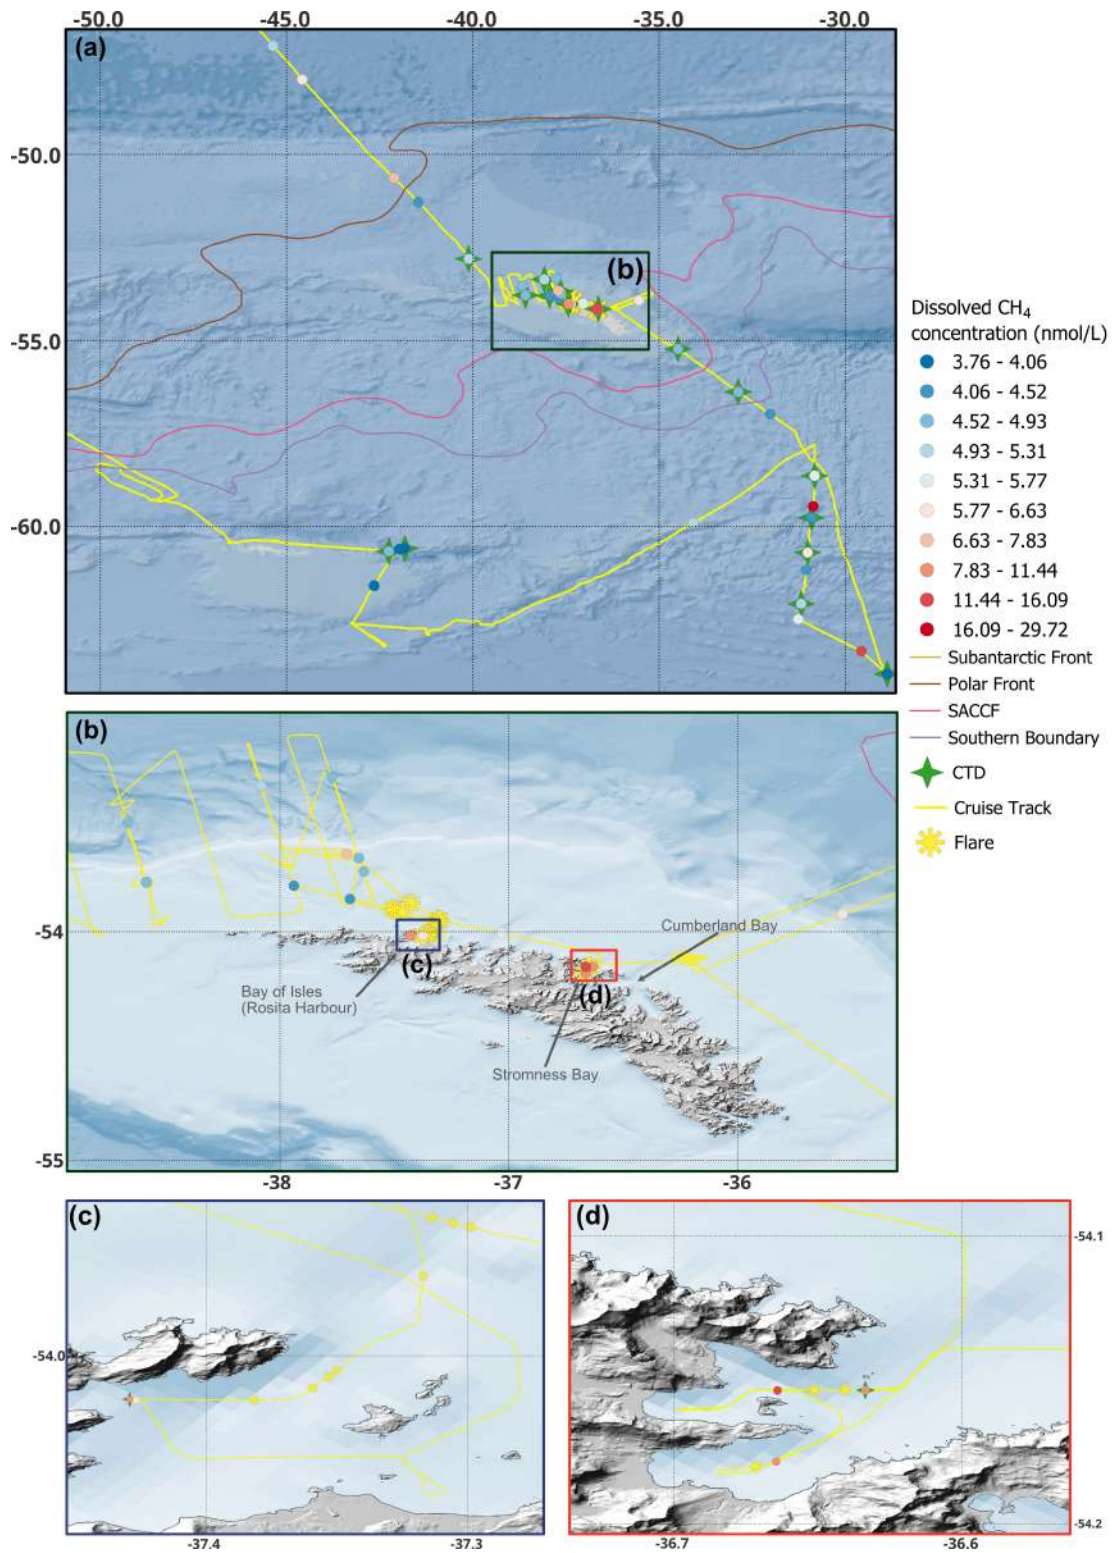 -50.0 -45.0 -40.0 -35.0 -30.0
(a)
-50.0
(b)
-55.0
-60.0
Dissolved CH4
concentration (nmol/L)
3.76 - 4.06
4.06 - 4.52
4.52 - 4.93
4.93 - 5.31
5.31 - 5.77
5.77 - 6.63
6.63 - 7.83
7.83 - 11.44
11.44 - 16.09
16.09 - 29.72
Subantarctic Front
Polar Front
SACCF
Southern Boundary
CTD
Cruise Track
Flare
(b)
-54
Cumberland Bay
(c)
(d)
Bay of Isles
(Rosita Harbour)
Stromness Bay
-55
-38 -37 -36
(c)
-54.0
-37.4 -37.3
(d)
-54.1
-54.2
-36.7 -36.6